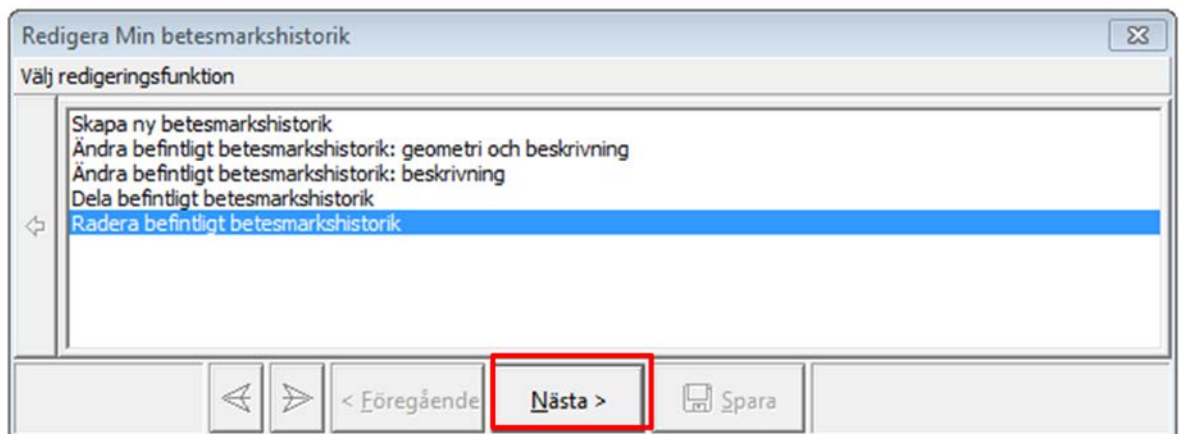 Redigera Min betesmarkshistorik
Välj redigeringsfunktion
Skapa ny betesmarkshistorik
Ändra befintligt betesmarkshistorik: geometri och beskrivning
Ändra befintligt betesmarkshistorik: beskrivning
Dela befintligt betesmarkshistorik
Radera befintligt betesmarkshistorik
< Föregående Nästa > Spara